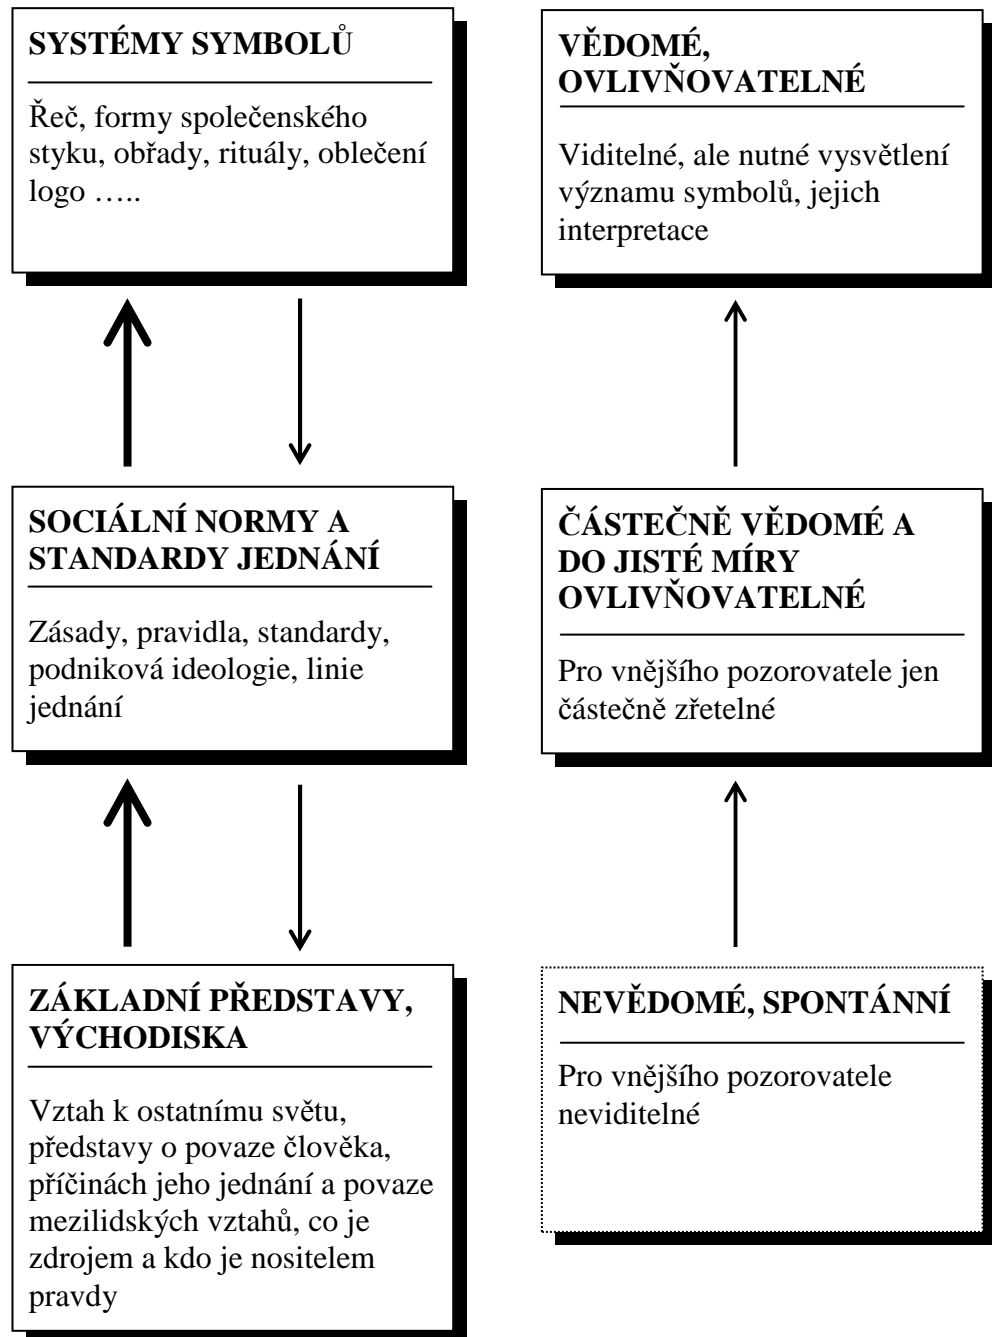 SYSTÉMY SYMBOLŮ
Řeč, formy společenského
styku, obřady, rituály, oblečení
logo …..
VĚDOMÉ,
OVLIVŇOVATELNÉ
Viditelné, ale nutné vysvětlení
významu symbolů, jejich
interpretace
SOCIÁLNÍ NORMY A
STANDARDY JEDNÁNÍ
Zásady, pravidla, standardy,
podniková ideologie, linie
jednání
ČÁSTEČNĚ VĚDOMÉ A
DO JISTÉ MÍRY
OVLIVŇOVATELNÉ
Pro vnějšího pozorovatele jen
částečně zřetelné
ZÁKLADNÍ PŘEDSTAVY,
VÝCHODISKA
Vztah k ostatnímu světu,
představy o povaze člověka,
příčinách jeho jednání a povaze
mezilidských vztahů, co je
zdrojem a kdo je nositelem
pravdy
NEVĚDOMÉ, SPONTÁNNÍ
Pro vnějšího pozorovatele
neviditelné